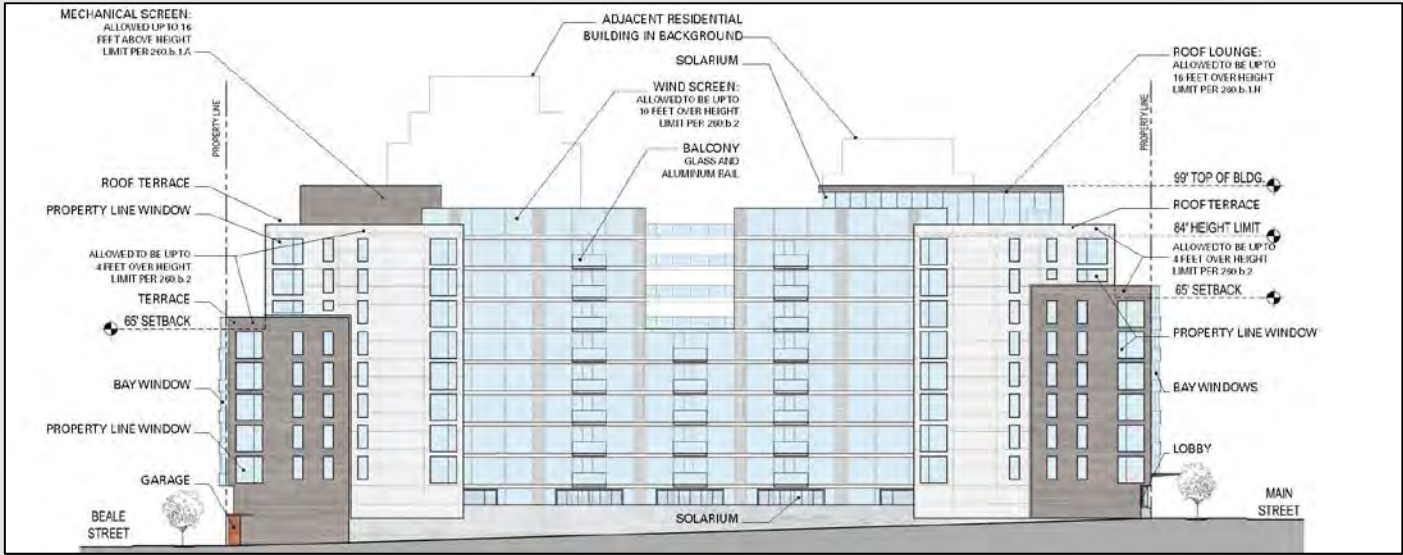 MECHANICAL SCREEN:
ALLOWED UP TO 16
FEET ABOVE HEIGHT
LIMIT PER 260.b.1.A
ADJACENT RESIDENTIAL
BUILDING IN BACKGROUND
SOLARIUM
WIND SCREEN:
ALLOWED TO BE UP TO
10 FEET OVER HEIGHT
LIMIT PER 260.b.2
BALCONY
GLASS AND
ALUMINUM RAIL
ROOF LOUNGE:
ALLOWED TO BE UP TO
16 FEET OVER HEIGHT
LIMIT PER 260.b.1.H
PROPERTY LINE
PROPERTY LINE
ROOF TERRACE
PROPERTY LINE WINDOW
ALLOWED TO BE UP TO
4 FEET OVER HEIGHT
LIMIT PER 260.b.2
TERRACE
65' SETBACK
BAY WINDOW
PROPERTY LINE WINDOW
GARAGE
BEALE
STREET
99' TOP OF BLDG.
ROOF TERRACE
84' HEIGHT LIMIT
ALLOWED TO BE UP TO
4 FEET OVER HEIGHT
LIMIT PER 260.b.2
65' SETBACK
PROPERTY LINE WINDOW
BAY WINDOWS
LOBBY
MAIN
STREET
SOLARIUM